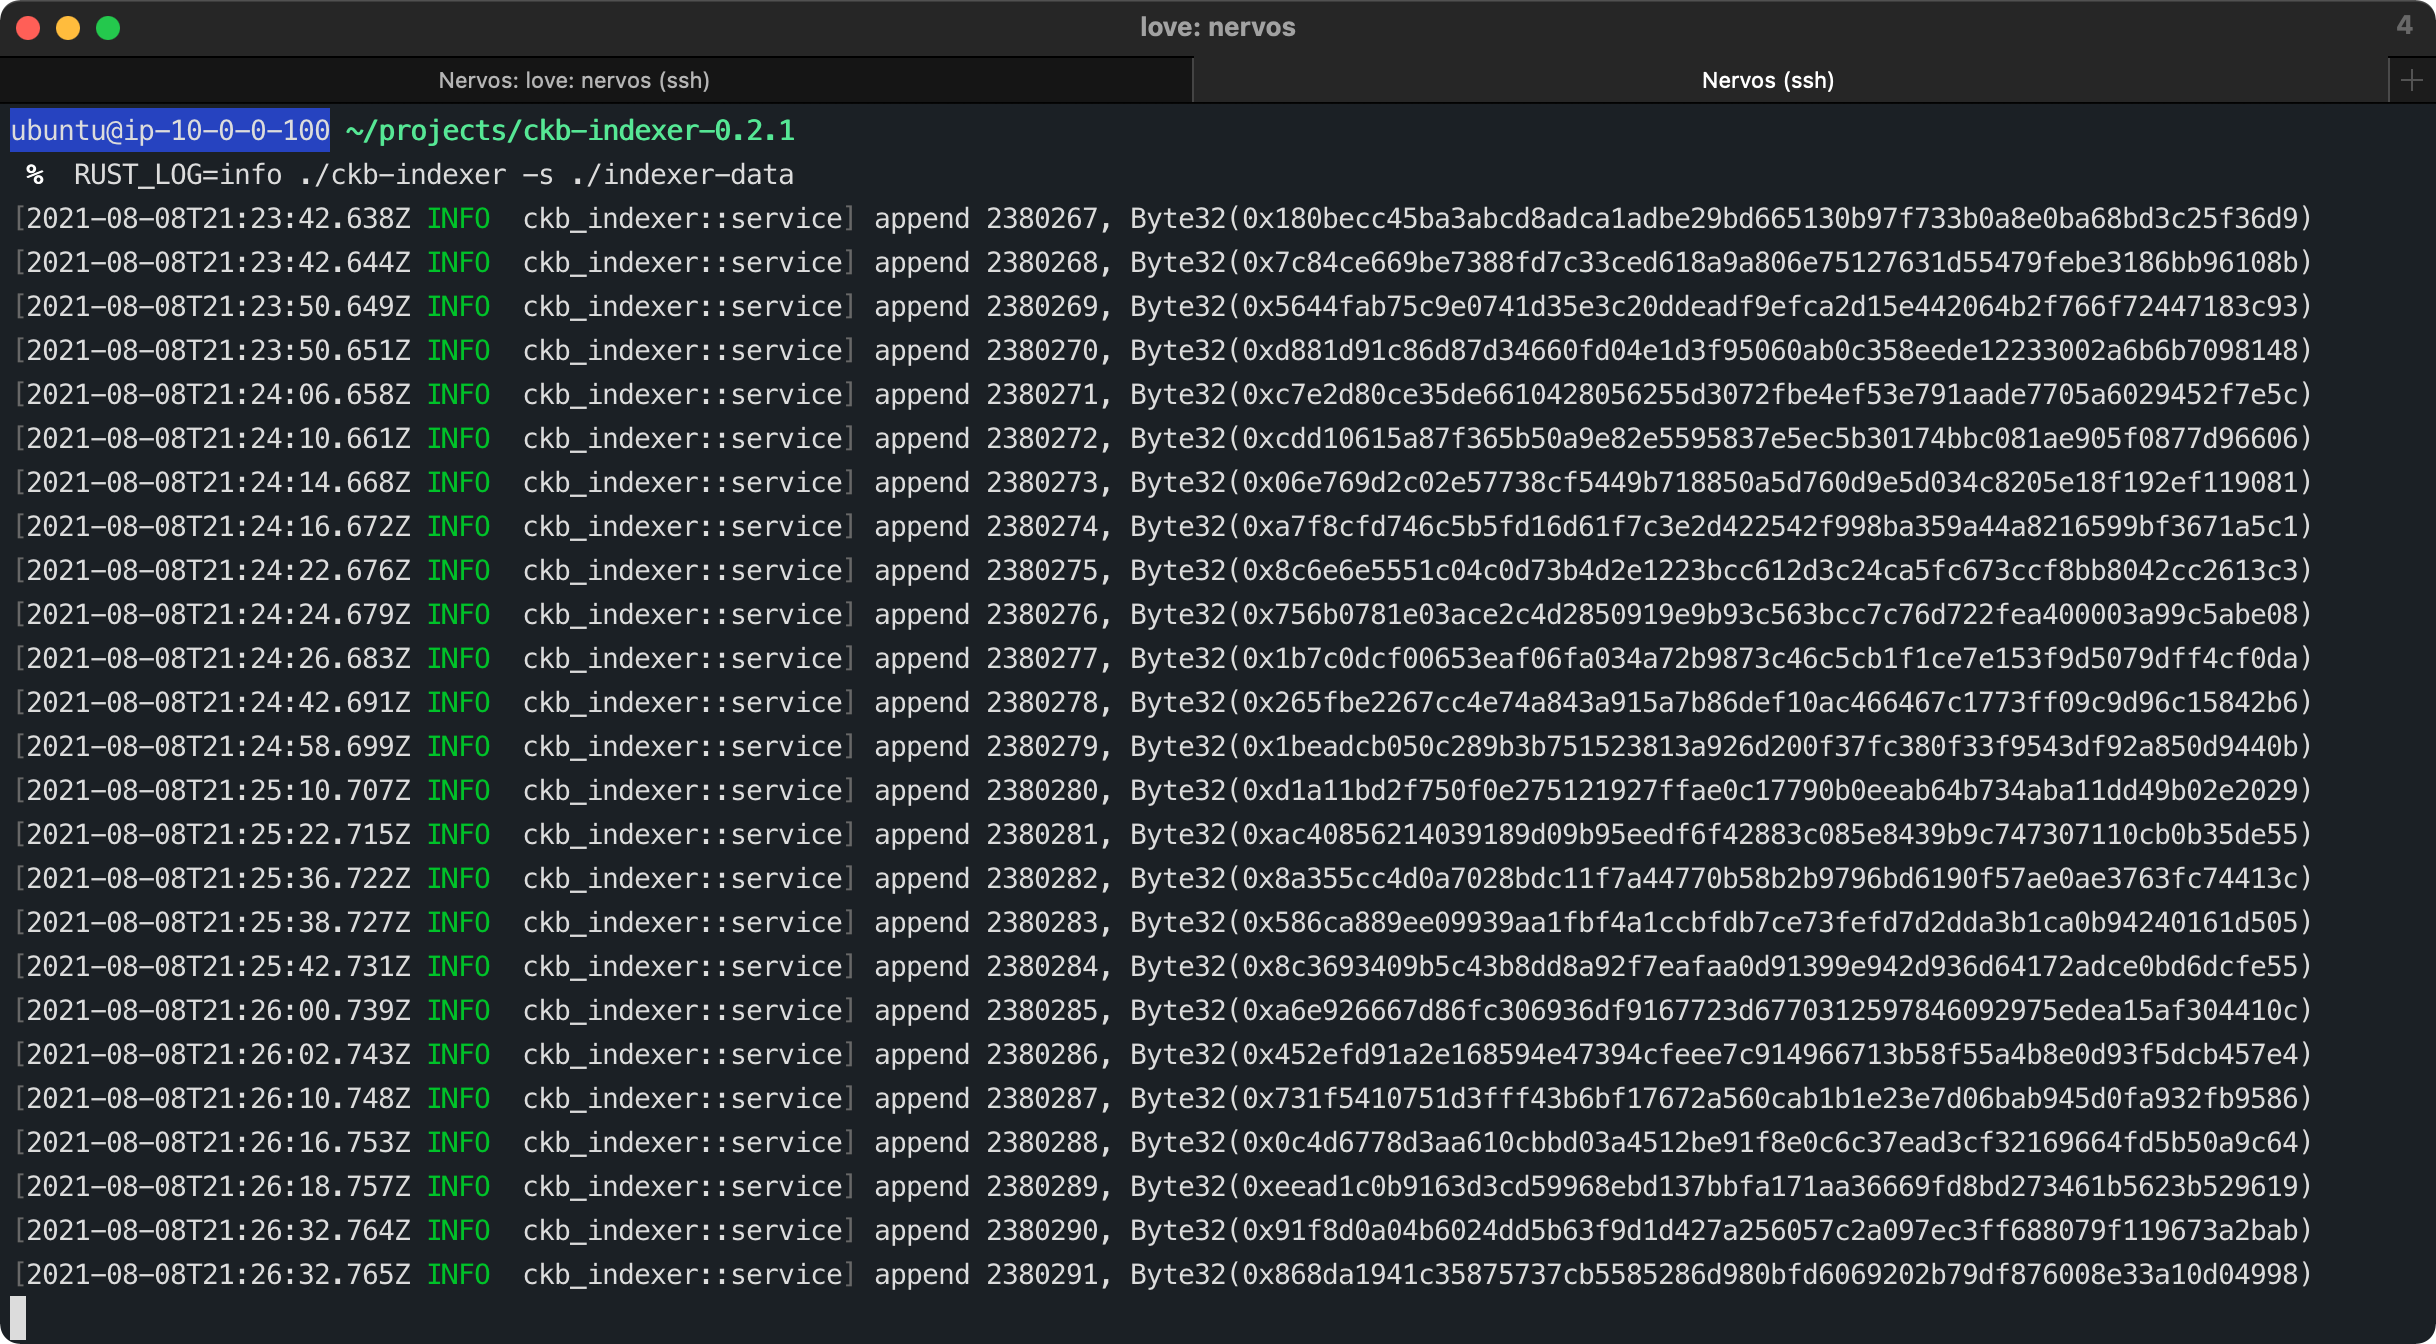 love: nervos
4
Nervos: love: nervos (ssh)
Nervos (ssh)
ubuntu@ip-10-0-0-100 ~/projects/ckb-indexer-0.2.1
% RUST_LOG=info ./ckb-indexer -s ./indexer-data
[2021-08-08T21:23:42.638Z INFO  ckb_indexer::service] append 2380267, Byte32(0x180becc45ba3abcd8adca1adbe29bd665130b97f733b0a8e0ba68bd3c25f36d9)
[2021-08-08T21:23:42.644Z INFO  ckb_indexer::service] append 2380268, Byte32(0x7c84ce669be7388fd7c33ced618a9a806e75127631d55479febe3186bb96108b)
[2021-08-08T21:23:50.649Z INFO  ckb_indexer::service] append 2380269, Byte32(0x5644fab75c9e0741d35e3c20ddeadf9efca2d15e442064b2f766f72447183c93)
[2021-08-08T21:23:50.651Z INFO  ckb_indexer::service] append 2380270, Byte32(0xd881d91c86d87d34660fd04e1d3f95060ab0c358eede12233002a6b6b7098148)
[2021-08-08T21:24:06.658Z INFO  ckb_indexer::service] append 2380271, Byte32(0xc7e2d80ce35de6610428056255d3072fbe4ef53e791aade7705a6029452f7e5c)
[2021-08-08T21:24:10.661Z INFO  ckb_indexer::service] append 2380272, Byte32(0xcdd10615a87f365b50a9e82e5595837e5ec5b30174bbc081ae905f0877d96606)
[2021-08-08T21:24:14.668Z INFO  ckb_indexer::service] append 2380273, Byte32(0x06e769d2c02e57738cf5449b718850a5d760d9e5d034c8205e18f192ef119081)
[2021-08-08T21:24:16.672Z INFO  ckb_indexer::service] append 2380274, Byte32(0xa7f8cfd746c5b5fd16d61f7c3e2d422542f998ba359a44a8216599bf3671a5c1)
[2021-08-08T21:24:22.676Z INFO  ckb_indexer::service] append 2380275, Byte32(0x8c6e6e5551c04c0d73b4d2e1223bcc612d3c24ca5fc673ccf8bb8042cc2613c3)
[2021-08-08T21:24:24.679Z INFO  ckb_indexer::service] append 2380276, Byte32(0x756b0781e03ace2c4d2850919e9b93c563bcc7c76d722fea400003a99c5abe08)
[2021-08-08T21:24:26.683Z INFO  ckb_indexer::service] append 2380277, Byte32(0x1b7c0dcf00653eaf06fa034a72b9873c46c5cb1f1ce7e153f9d5079dff4cf0da)
[2021-08-08T21:24:42.691Z INFO  ckb_indexer::service] append 2380278, Byte32(0x265fbe2267cc4e74a843a915a7b86def10ac466467c1773ff09c9d96c15842b6)
[2021-08-08T21:24:58.699Z INFO  ckb_indexer::service] append 2380279, Byte32(0x1beadcb050c289b3b751523813a926d200f37fc380f33f9543df92a850d9440b)
[2021-08-08T21:25:10.707Z INFO  ckb_indexer::service] append 2380280, Byte32(0xd1a11bd2f750f0e275121927ffae0c17790b0eeab64b734aba11dd49b02e2029)
[2021-08-08T21:25:22.715Z INFO  ckb_indexer::service] append 2380281, Byte32(0xac40856214039189d09b95eedf6f42883c085e8439b9c747307110cb0b35de55)
[2021-08-08T21:25:36.722Z INFO  ckb_indexer::service] append 2380282, Byte32(0x8a355cc4d0a7028bdc11f7a44770b58b2b9796bd6190f57ae0ae3763fc74413c)
[2021-08-08T21:25:38.727Z INFO  ckb_indexer::service] append 2380283, Byte32(0x586ca889ee09939aa1fbf4a1ccbfdb7ce73fefd7d2dda3b1ca0b94240161d505)
[2021-08-08T21:25:42.731Z INFO  ckb_indexer::service] append 2380284, Byte32(0x8c3693409b5c43b8dd8a92f7eafaa0d91399e942d936d64172adce0bd6dcfe55)
[2021-08-08T21:26:00.739Z INFO  ckb_indexer::service] append 2380285, Byte32(0xa6e926667d86fc306936df9167723d6770312597846092975edea15af304410c)
[2021-08-08T21:26:02.743Z INFO  ckb_indexer::service] append 2380286, Byte32(0x452efd91a2e168594e47394cfeee7c914966713b58f55a4b8e0d93f5dcb457e4)
[2021-08-08T21:26:10.748Z INFO  ckb_indexer::service] append 2380287, Byte32(0x731f5410751d3fff43b6bf17672a560cab1b1e23e7d06bab945d0fa932fb9586)
[2021-08-08T21:26:16.753Z INFO  ckb_indexer::service] append 2380288, Byte32(0x0c4d6778d3aa610cbbd03a4512be91f8e0c6c37ead3cf32169664fd5b50a9c64)
[2021-08-08T21:26:18.757Z INFO  ckb_indexer::service] append 2380289, Byte32(0xeead1c0b9163d3cd59968ebd137bbfa171aa36669fd8bd273461b5623b529619)
[2021-08-08T21:26:32.764Z INFO  ckb_indexer::service] append 2380290, Byte32(0x91f8d0a04b6024dd5b63f9d1d427a256057c2a097ec3ff688079f119673a2bab)
[2021-08-08T21:26:32.765Z INFO  ckb_indexer::service] append 2380291, Byte32(0x868da1941c35875737cb5585286d980bfd6069202b79df876008e33a10d04998)